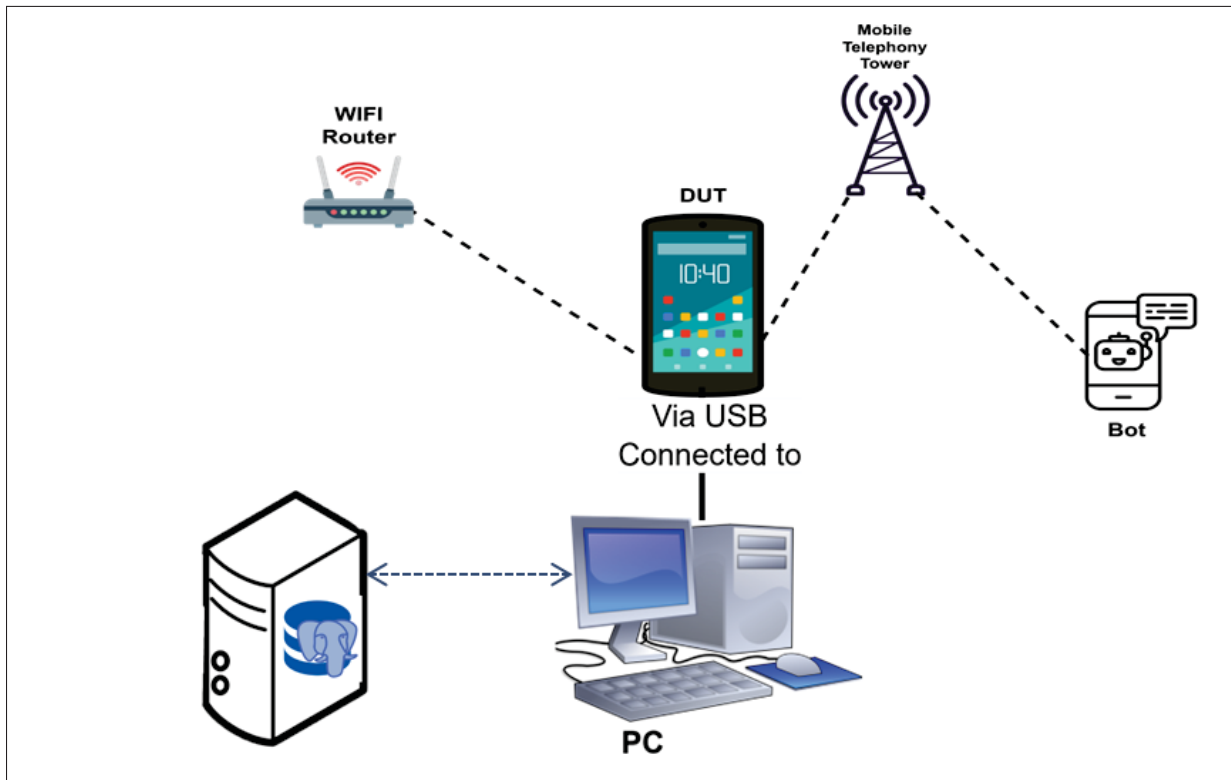 Mobile
Telephony
Tower
WIFI
Router
DUT
10:40
Via USB
Connected to
Bot
PC